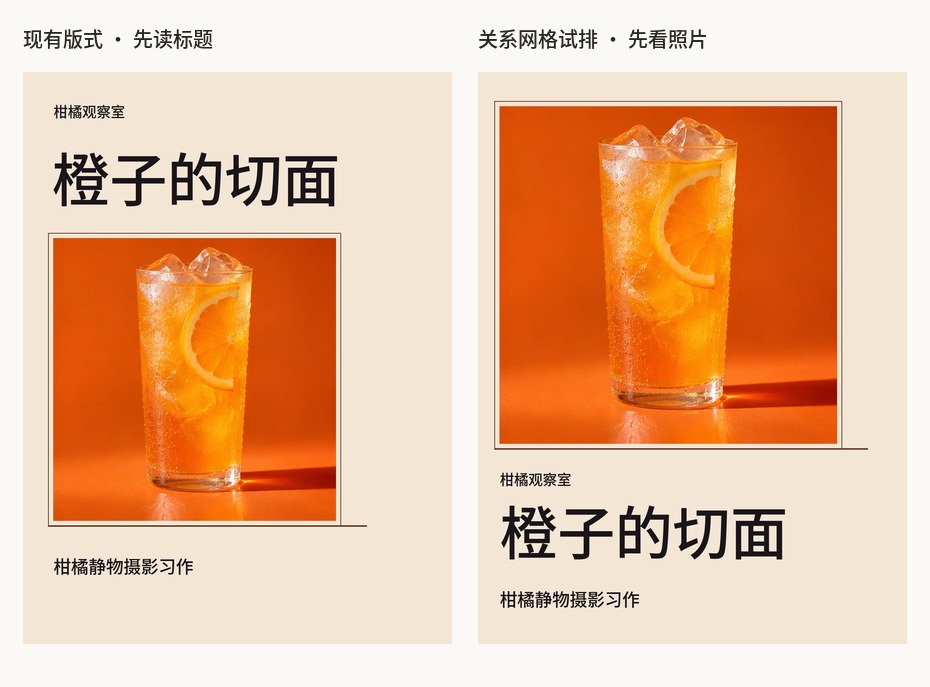 现有版式 • 先读标题
柑橘观察室
橙子的切面
柑橘静物摄影习作
关系网格试排 • 先看照片
柑橘观察室
橙子的切面
柑橘静物摄影习作